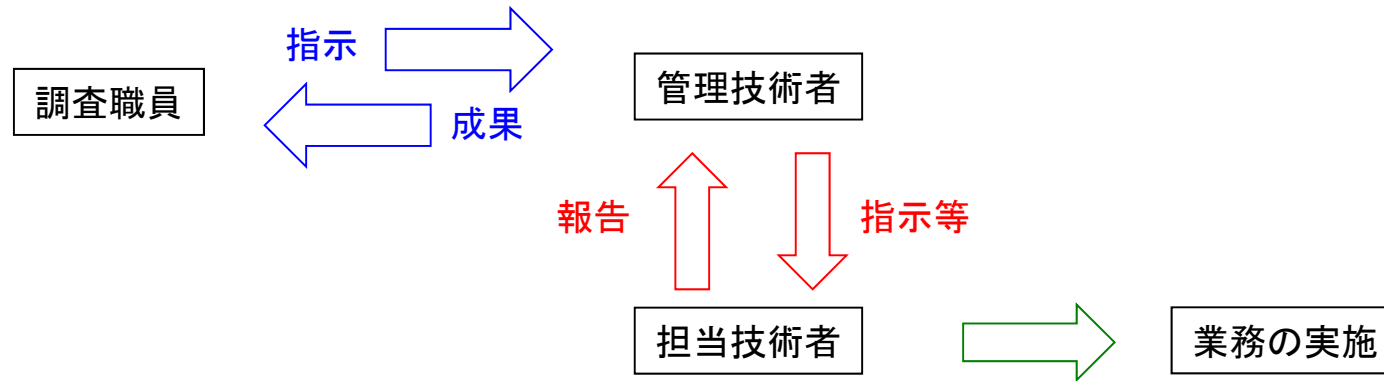 指示
調査職員
管理技術者
成果
報告
指示等
担当技術者
業務の実施